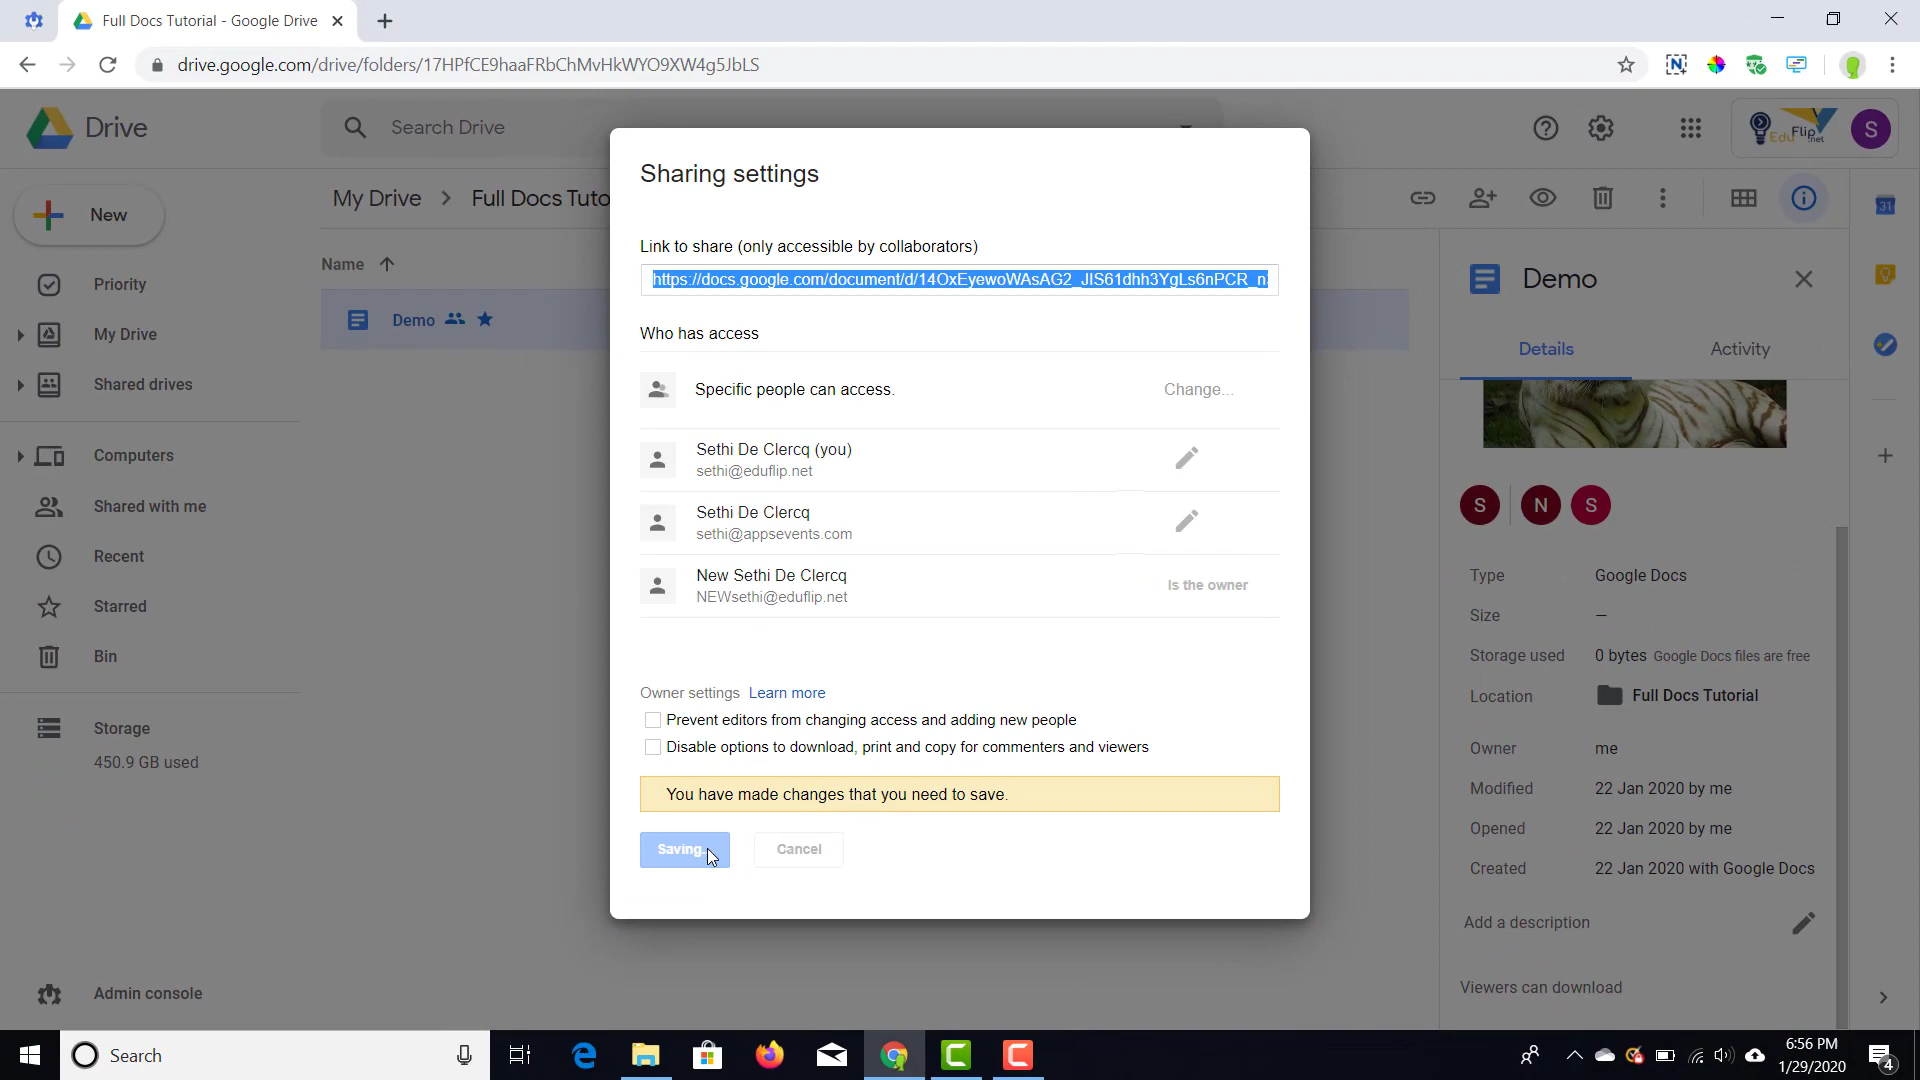 Full Docs Tutorial - Google Drive
drive.google.com/drive/folders/17HPfCE9haaFRbChMvHkWYO9XW4g5JbLS
Drive
Search Drive
EduFlip.net
S
New
My Drive
Full Docs Tuto
31
Priority
My Drive
Shared drives
Computers
Shared with me
Recent
Starred
Bin
Storage
450.9 GB used
Admin console
Name
Demo
Sharing settings
Link to share (only accessible by collaborators)
https://docs.google.com/document/d/14OxEyewoWAsAG2_JIS61dhh3YgLs6nPCR_n
Who has access
Specific people can access.
Change...
Sethi De Clercq (you)
sethi@eduflip.net
Sethi De Clercq
sethi@appsevents.com
New Sethi De Clercq
NEWsethi@eduflip.net
Is the owner
Owner settings Learn more
Prevent editors from changing access and adding new people
Disable options to download, print and copy for commenters and viewers
You have made changes that you need to save.
Saving...
Cancel
Demo
Details
Activity
S
N
S
Type Google Docs
Size —
Storage used 0 bytes Google Docs files are free
Location Full Docs Tutorial
Owner me
Modified 22 Jan 2020 by me
Opened 22 Jan 2020 by me
Created 22 Jan 2020 with Google Docs
Add a description
Viewers can download
Search
6:56 PM
1/29/2020
4